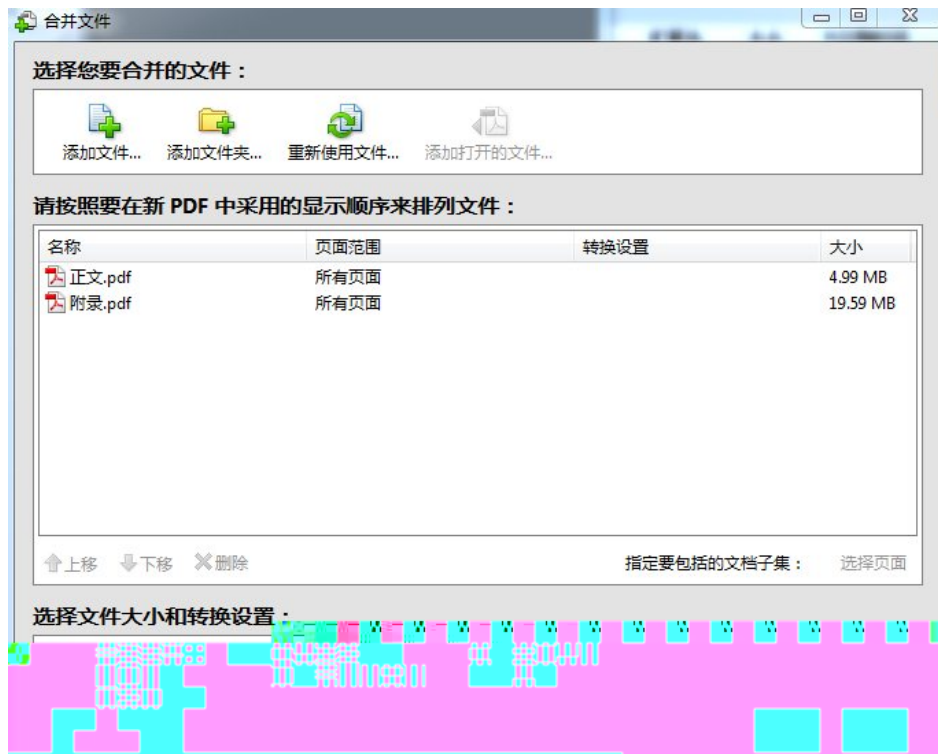 合并文件
选择您要合并的文件：
添加文件... 添加文件夹... 重新使用文件... 添加打开的文件...
请按照要在新 PDF 中采用的显示顺序来排列文件：
名称 页面范围 转换设置 大小
正文.pdf 所有页面 4.99 MB
附录.pdf 所有页面 19.59 MB
上移 下移 删除 指定要包括的文档子集： 选择页面
选择文件大小和转换设置：